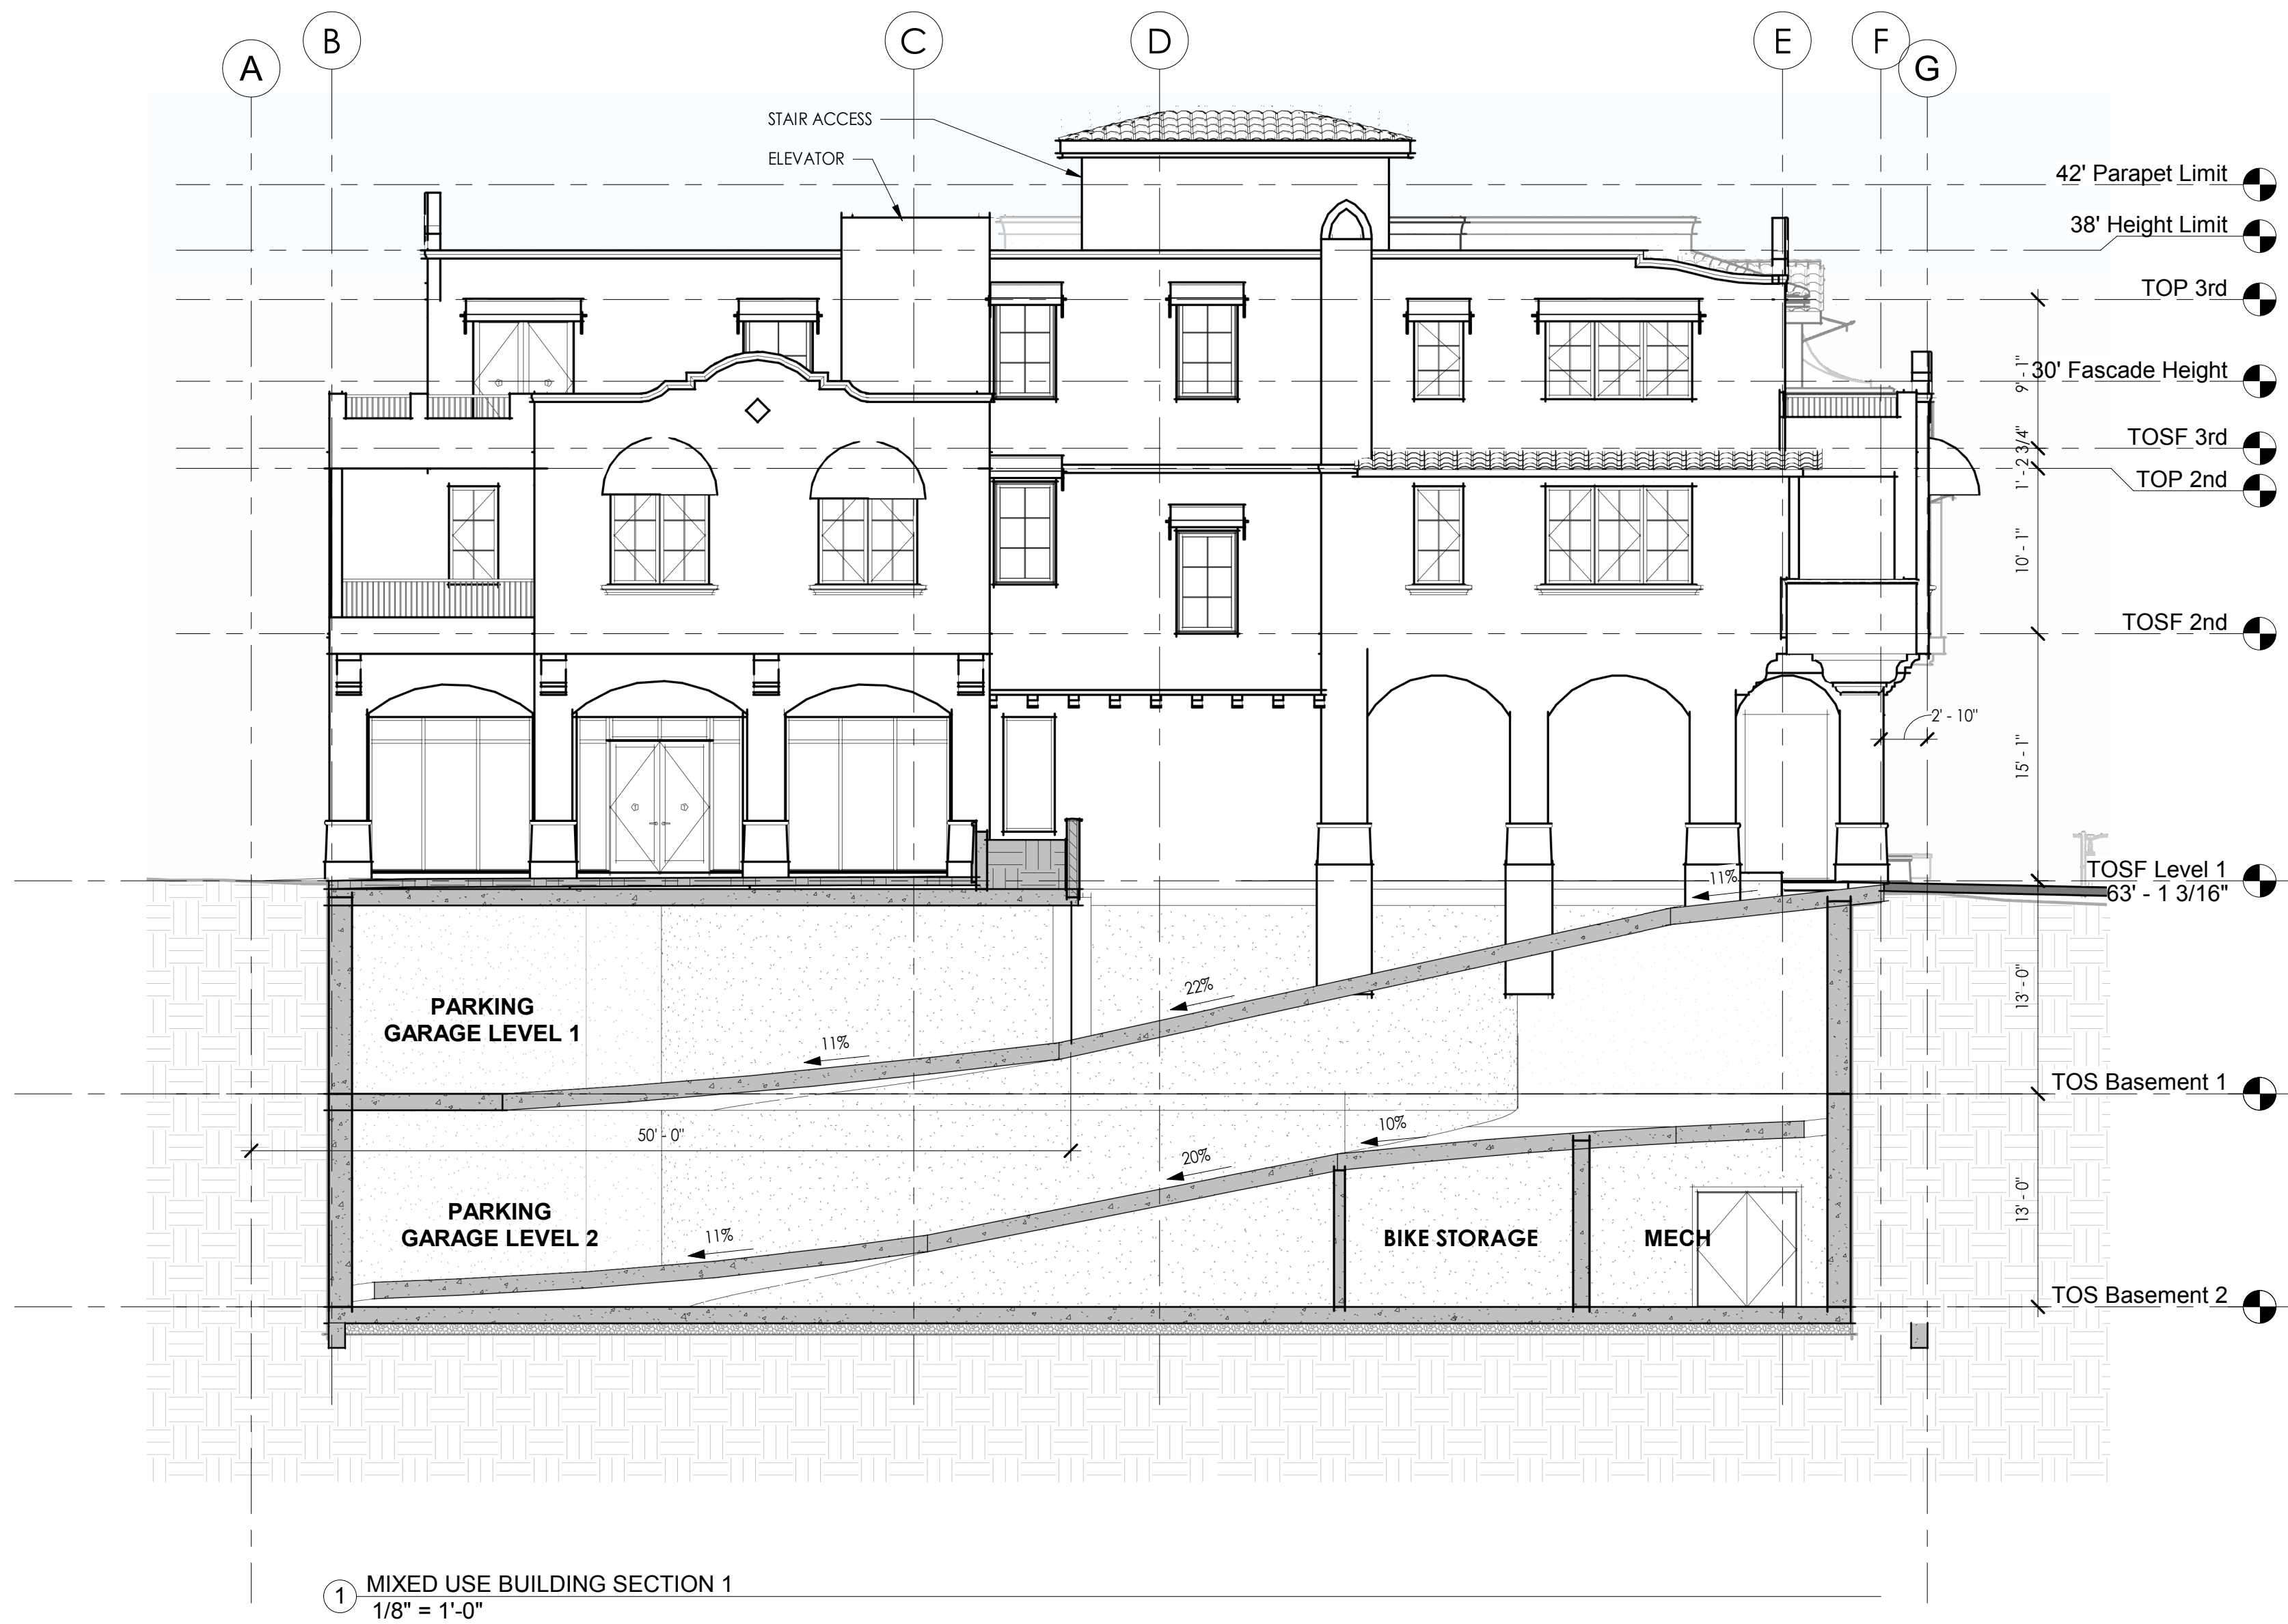 A
B
C
D
E
F
G
STAIR ACCESS
ELEVATOR
42' Parapet Limit
38' Height Limit
TOP 3rd
9' - 1"
30' Fascade Height
TOSF 3rd
1' - 2 3/4"
TOP 2nd
10' - 1"
TOSF 2nd
2' - 10"
15' - 1"
TOSF Level 1
63' - 1 3/16"
11%
22%
11%
PARKING
GARAGE LEVEL 1
13' - 0"
TOS Basement 1
50' - 0"
10%
20%
11%
PARKING
GARAGE LEVEL 2
BIKE STORAGE
MECH
13' - 0"
TOS Basement 2
1
MIXED USE BUILDING SECTION 1
1/8" = 1'-0"